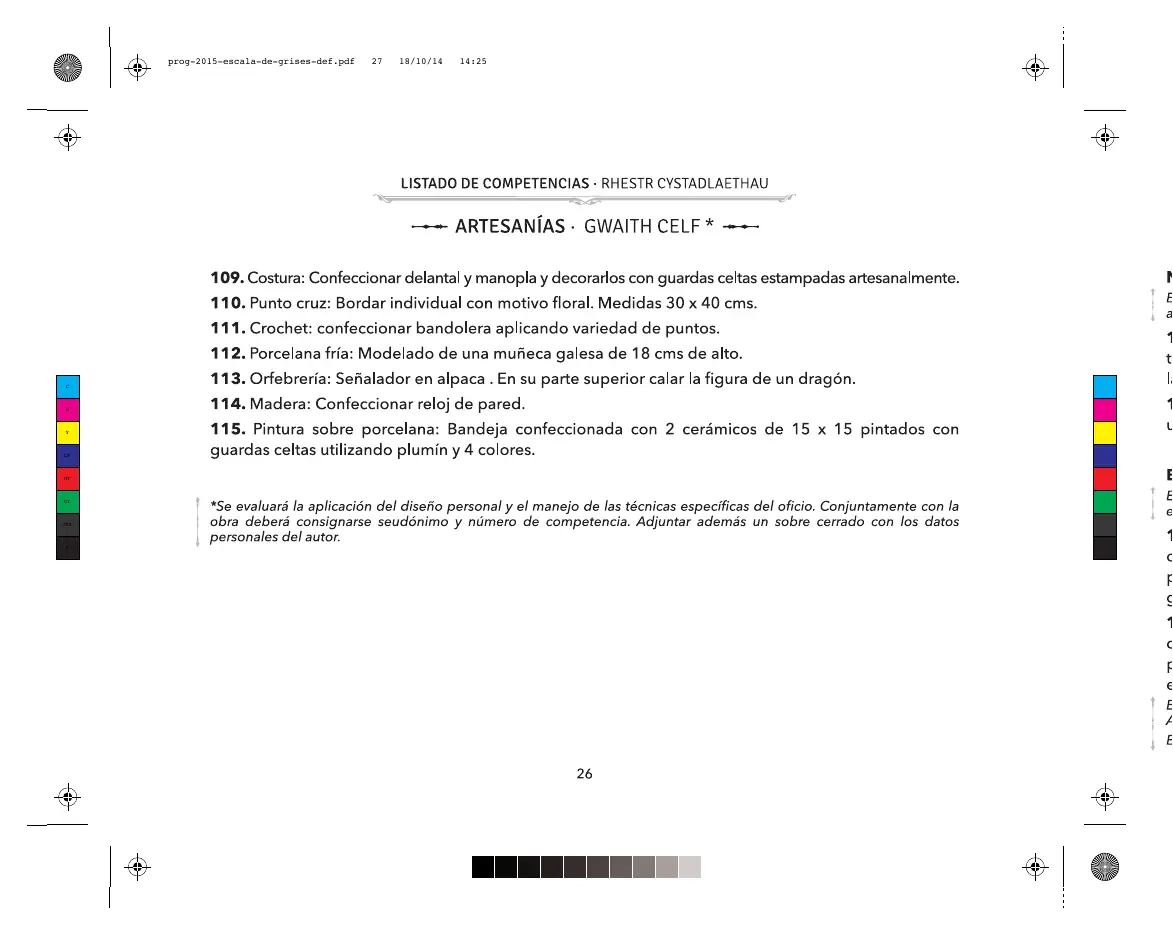 prog-2015-escala-de-grises-def.pdf 27 18/10/14 14:25
LISTADO DE COMPETENCIAS · RHESTR CYSTADLAETHAU
ARTESANÍAS · GWAITH CELF *
109. Costura: Confeccionar delantal y manopla y decorarlos con guardas celtas estampadas artesanalmente.
110. Punto cruz: Bordar individual con motivo floral. Medidas 30 x 40 cms.
111. Crochet: confeccionar bandolera aplicando variedad de puntos.
112. Porcelana fría: Modelado de una muñeca galesa de 18 cms de alto.
113. Orfebrería: Señalador en alpaca . En su parte superior calar la figura de un dragón.
114. Madera: Confeccionar reloj de pared.
115. Pintura sobre porcelana: Bandeja confeccionada con 2 cerámicos de 15 x 15 pintados con
guardas celtas utilizando plumín y 4 colores.
*Se evaluará la aplicación del diseño personal y el manejo de las técnicas específicas del oficio. Conjuntamente con la
obra deberá consignarse seudónimo y número de competencia. Adjuntar además un sobre cerrado con los datos
personales del autor.
26